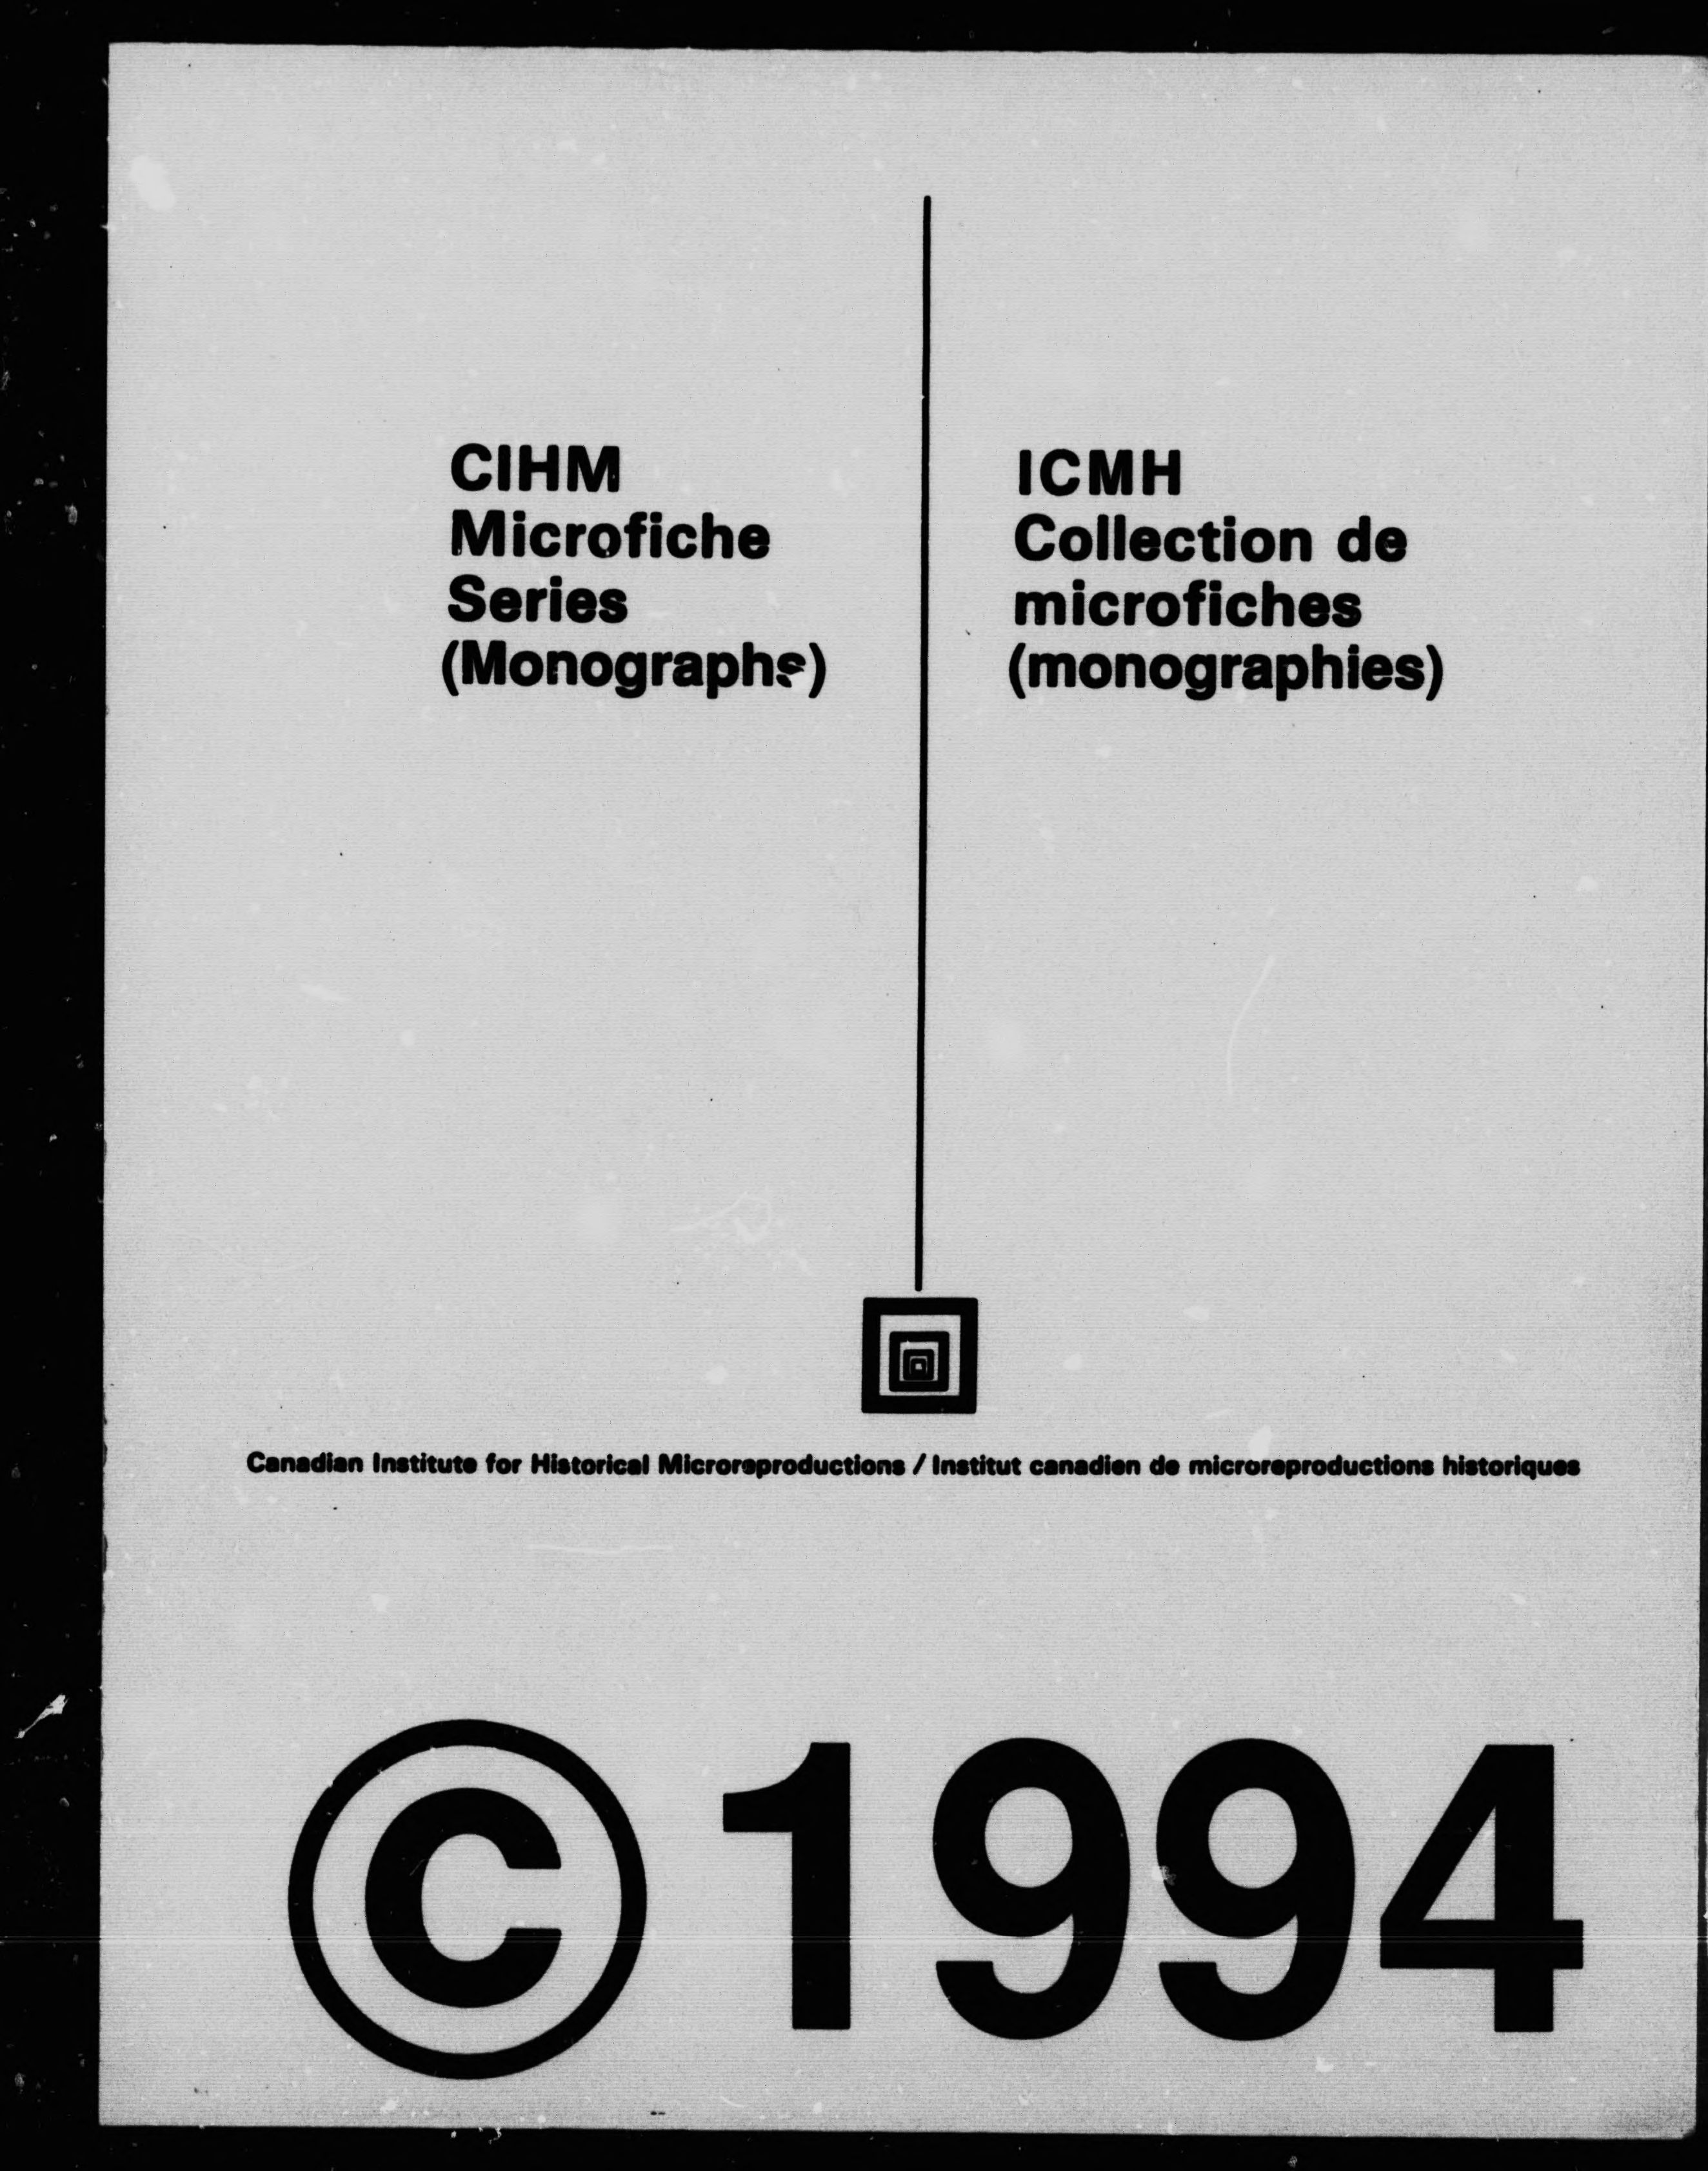 CIHM
Microfiche
Series
(Monographs)
ICMH
Collection de
microfiches
(monographies)
Canadian Institute for Historical Microreproductions / Institut canadien de microreproductions historiques
© 1994